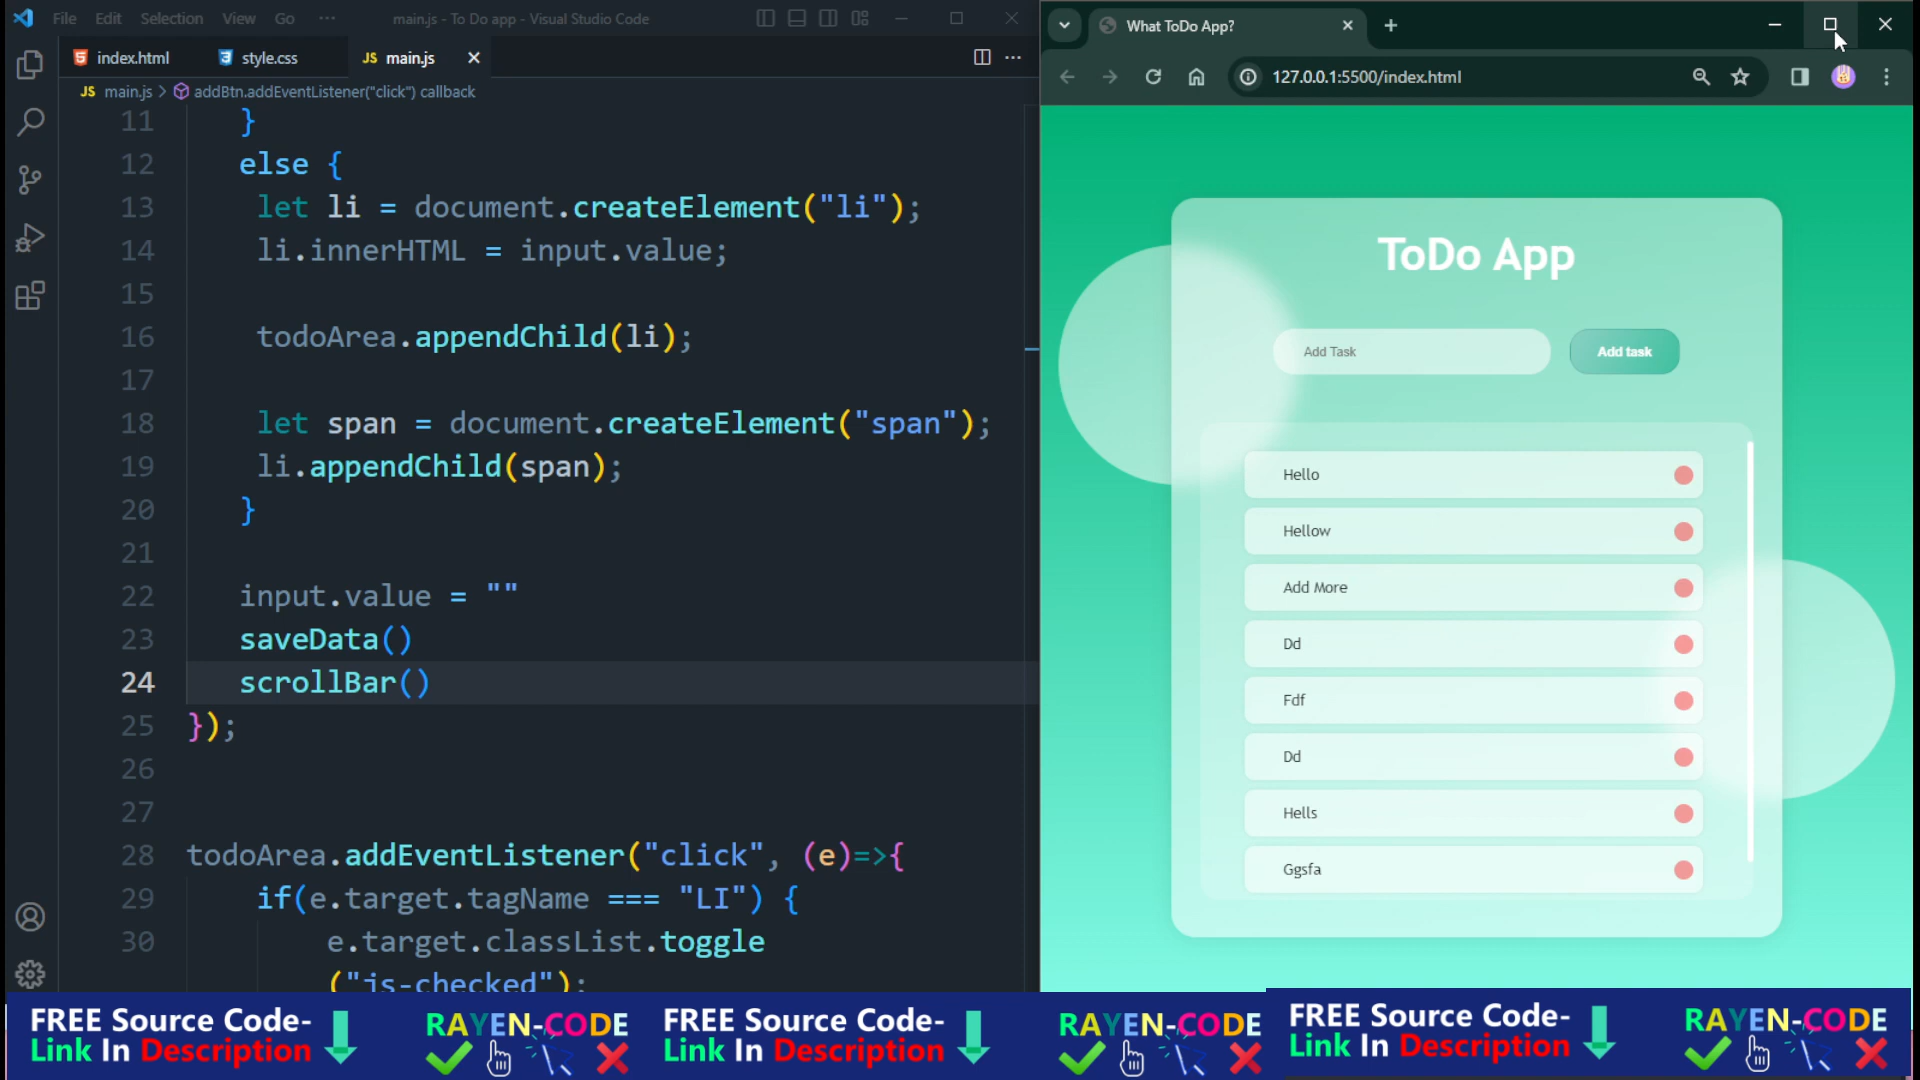 File Edit Selection View Go ··· main.js - To Do app - Visual Studio Code
index.html style.css JS main.js
JS main.js > addBtn.addEventListener("click") callback
11 }
12 else {
13 let li = document.createElement("li");
14 li.innerHTML = input.value;
15
16 todoArea.appendChild(li);
17
18 let span = document.createElement("span");
19 li.appendChild(span);
20 }
21
22 input.value = ""
23 saveData()
24 scrollBar()
25 });
26
27
28 todoArea.addEventListener("click", (e)=>{
29 if(e.target.tagName === "LI") {
30 e.target.classList.toggle
("is-checked");
What ToDo App?
127.0.0.1:5500/index.html
ToDo App
Add Task Add task
Hello
Hellow
Add More
Dd
Fdf
Dd
Hells
Ggsfa
FREE Source Code-
Link In Description
RAYEN-CODE
FREE Source Code-
Link In Description
RAYEN-CODE
FREE Source Code-
Link In Description
RAYEN-CODE